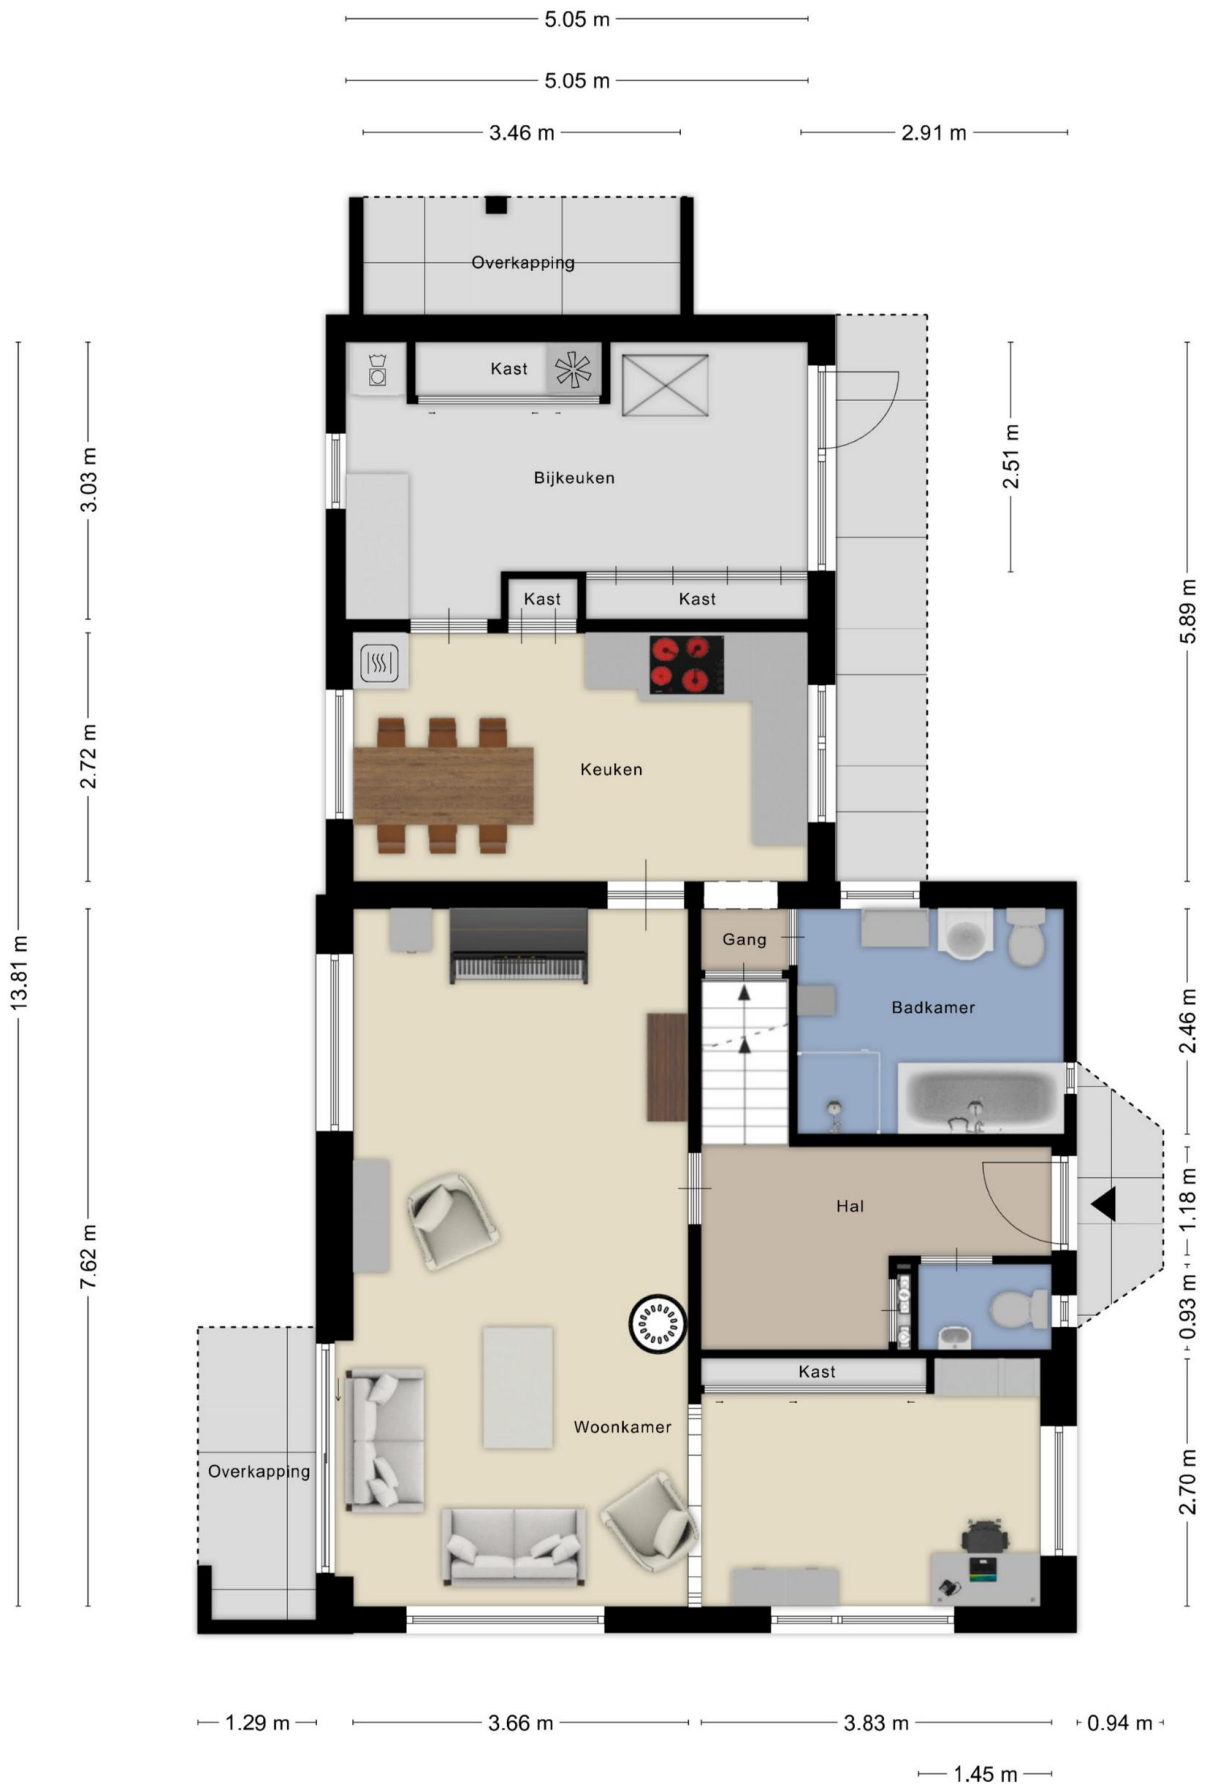 5.05 m
5.05 m
3.46 m
2.91 m
Overkapping
Kast
3.03 m
2.51 m
Bijkeuken
Kast
Kast
5.89 m
2.72 m
Keuken
13.81 m
Gang
Badkamer
2.46 m
7.62 m
Hal
1.18 m
0.93 m
Kast
Woonkamer
Overkapping
2.70 m
1.29 m
3.66 m
3.83 m
0.94 m
1.45 m